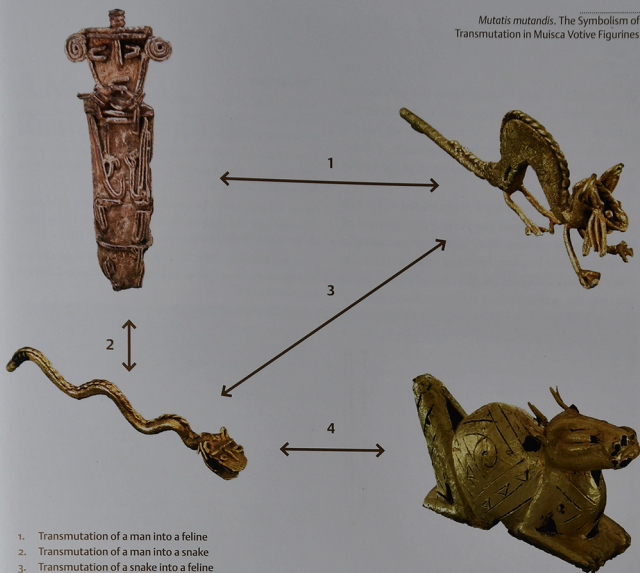 Mutatis mutandis. The Symbolism of
Transmutation in Muisca Votive Figurines
1
3
2
4
1. Transmutation of a man into a feline
2. Transmutation of a man into a snake
3. Transmutation of a snake into a feline